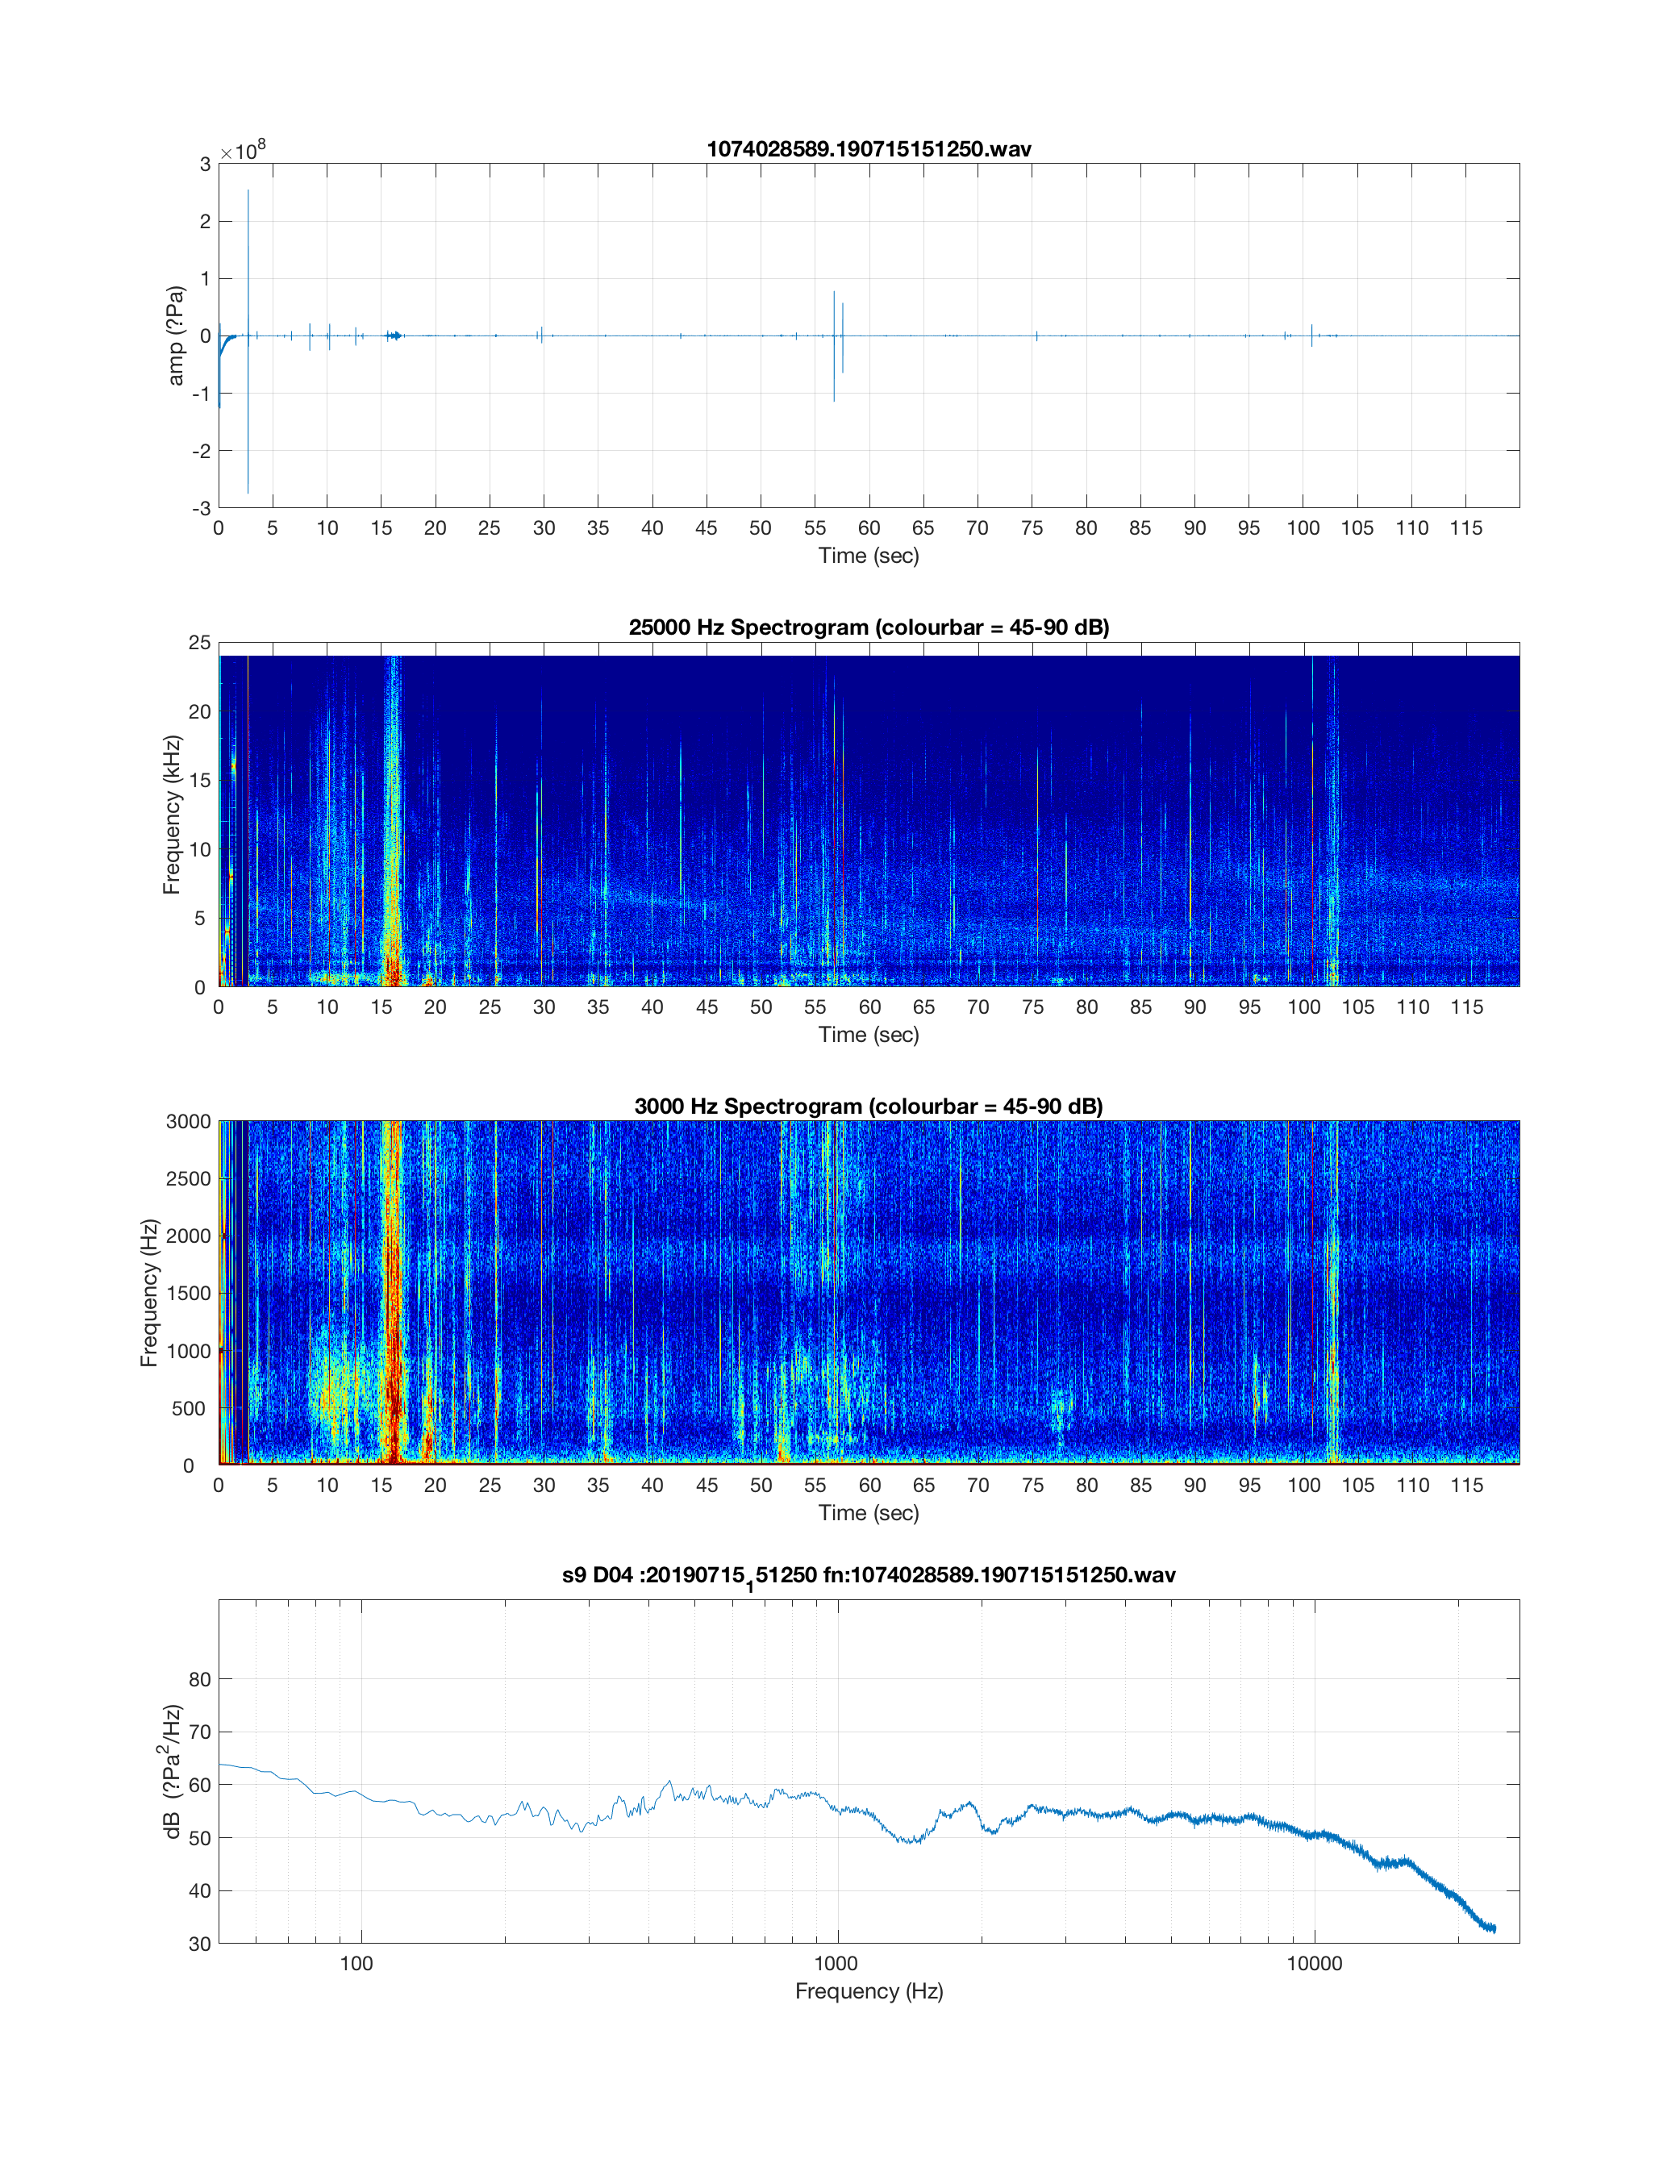 1074028589.190715151250.wav
×10^8
3
2
1
0
-1
-2
-3
amp (?Pa)
0 5 10 15 20 25 30 35 40 45 50 55 60 65 70 75 80 85 90 95 100 105 110 115
Time (sec)
25000 Hz Spectrogram (colourbar = 45-90 dB)
25
20
15
10
5
0
Frequency (kHz)
0 5 10 15 20 25 30 35 40 45 50 55 60 65 70 75 80 85 90 95 100 105 110 115
Time (sec)
3000 Hz Spectrogram (colourbar = 45-90 dB)
3000
2500
2000
1500
1000
500
0
Frequency (Hz)
0 5 10 15 20 25 30 35 40 45 50 55 60 65 70 75 80 85 90 95 100 105 110 115
Time (sec)
s9 D04 :20190715_151250 fn:1074028589.190715151250.wav
80
70
60
50
40
30
dB (?Pa²/Hz)
100 1000 10000
Frequency (Hz)